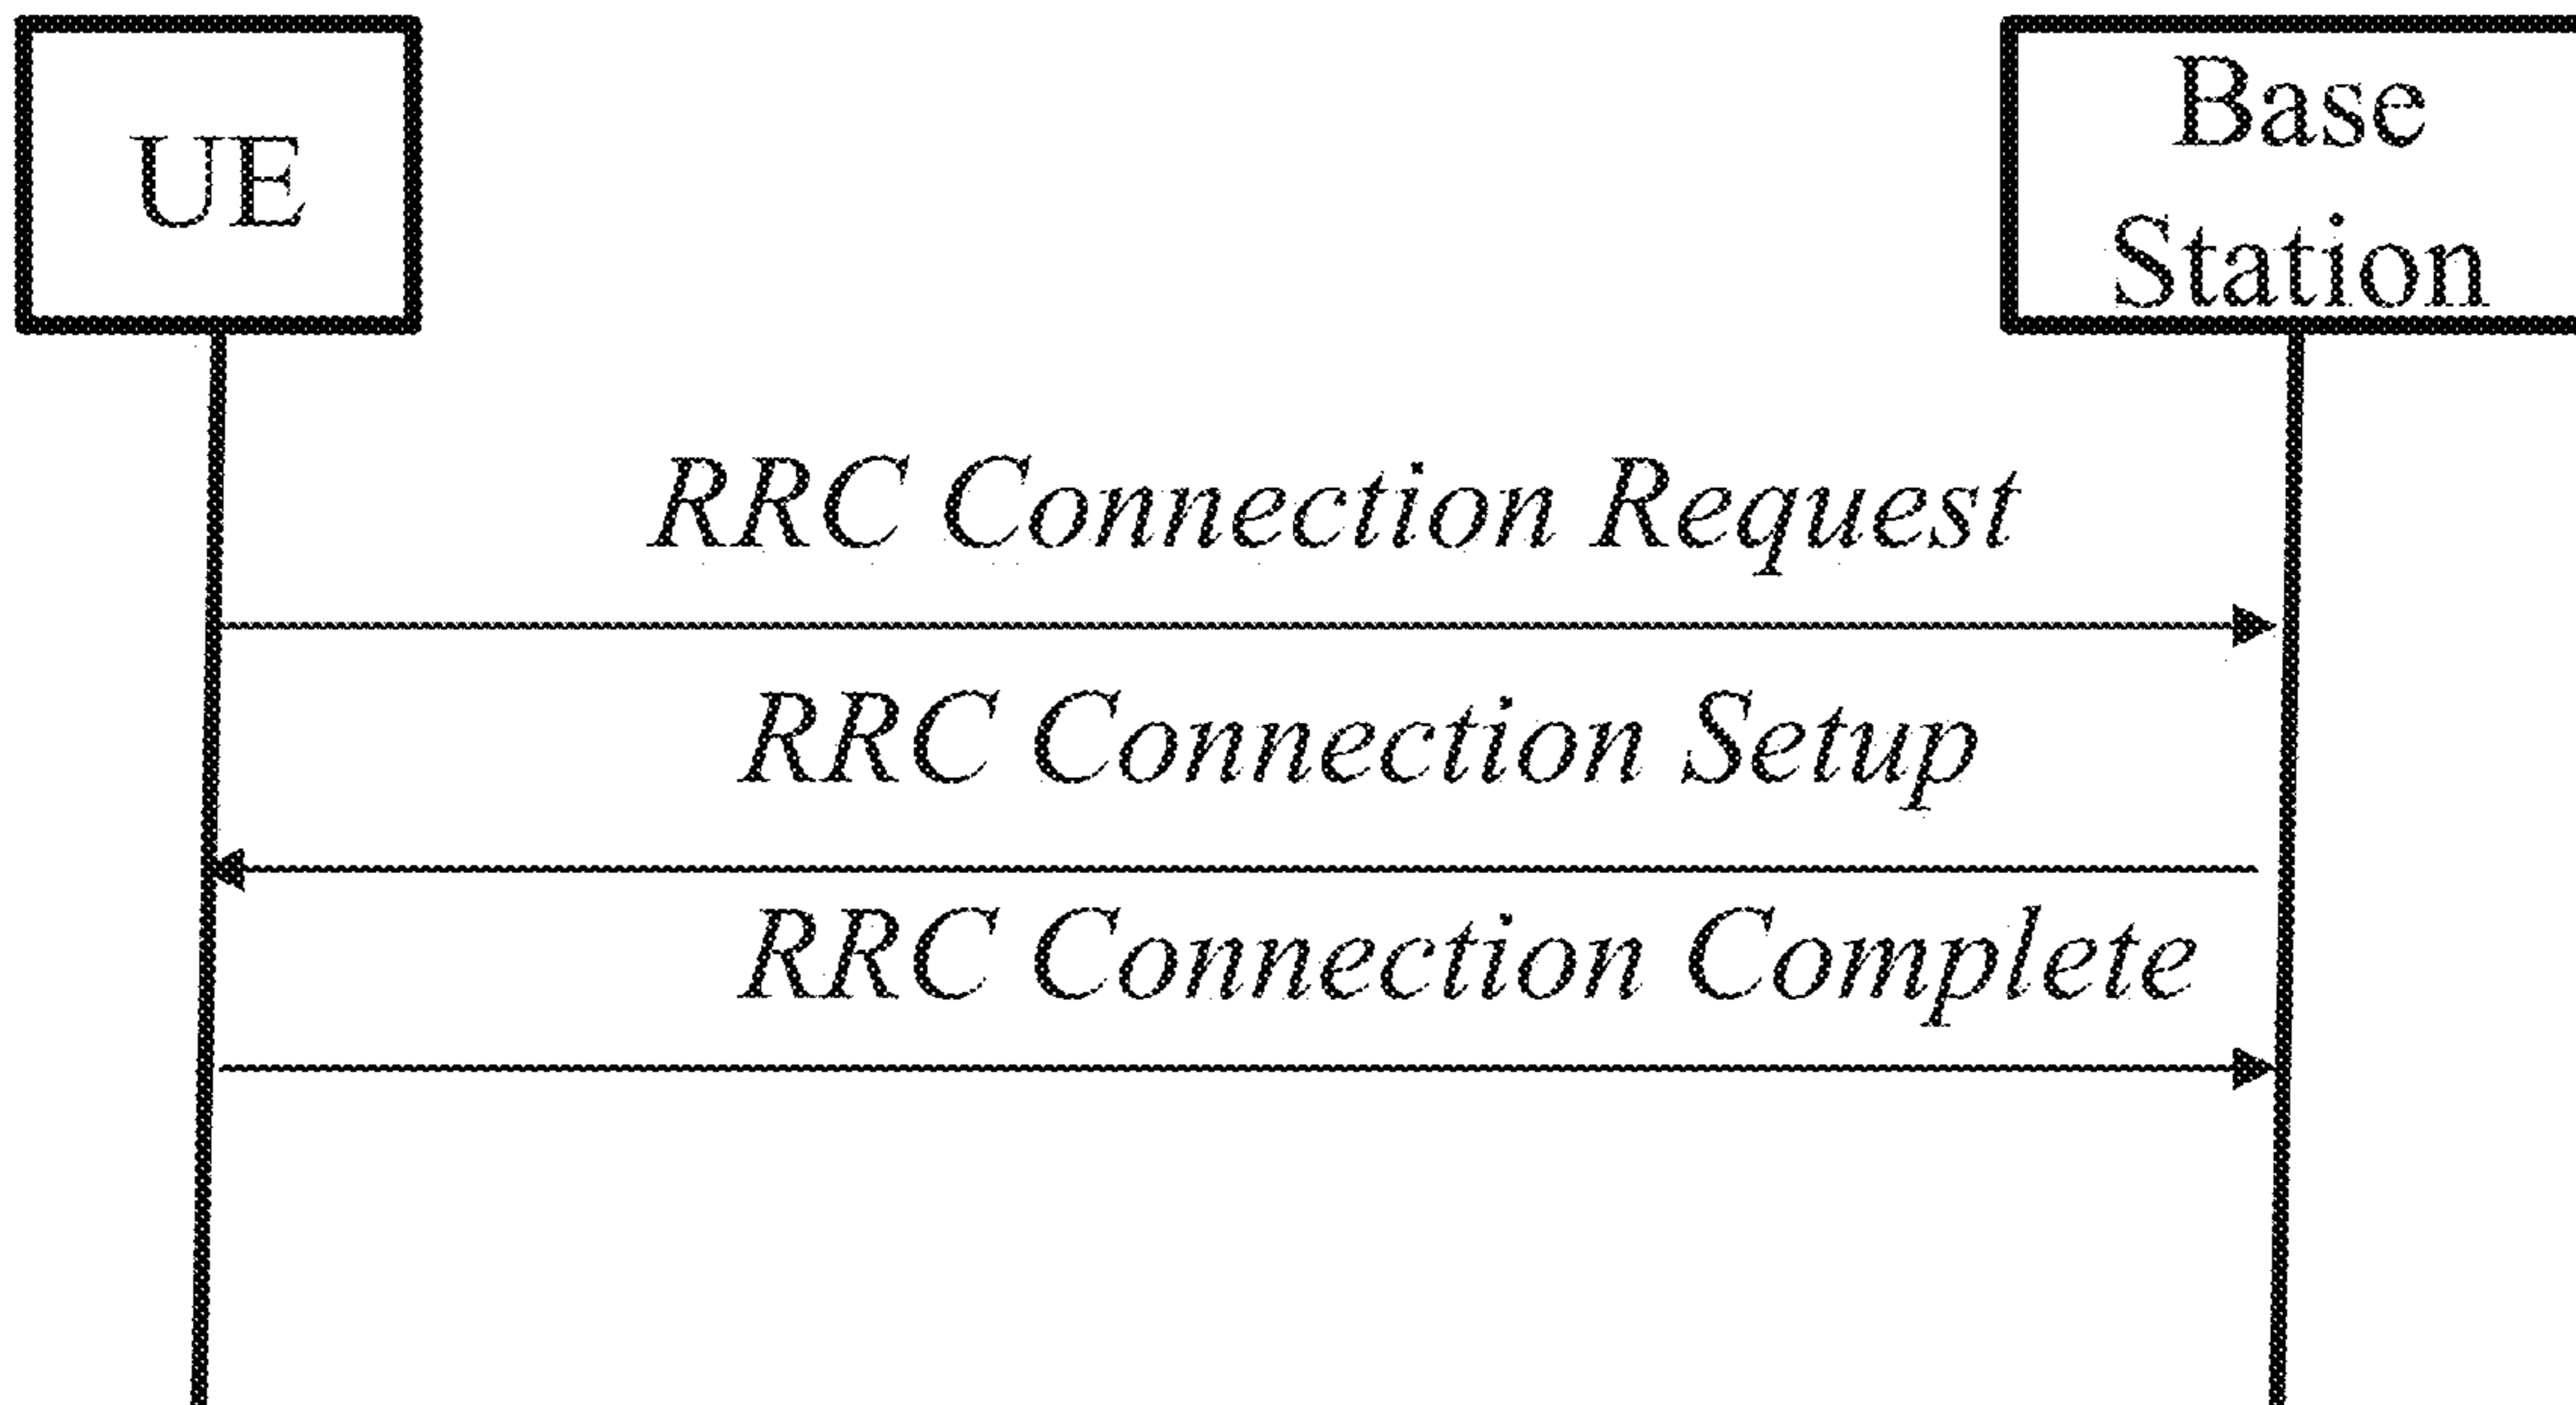 UE
Base
Station
RRC Connection Request
RRC Connection Setup
RRC Connection Complete